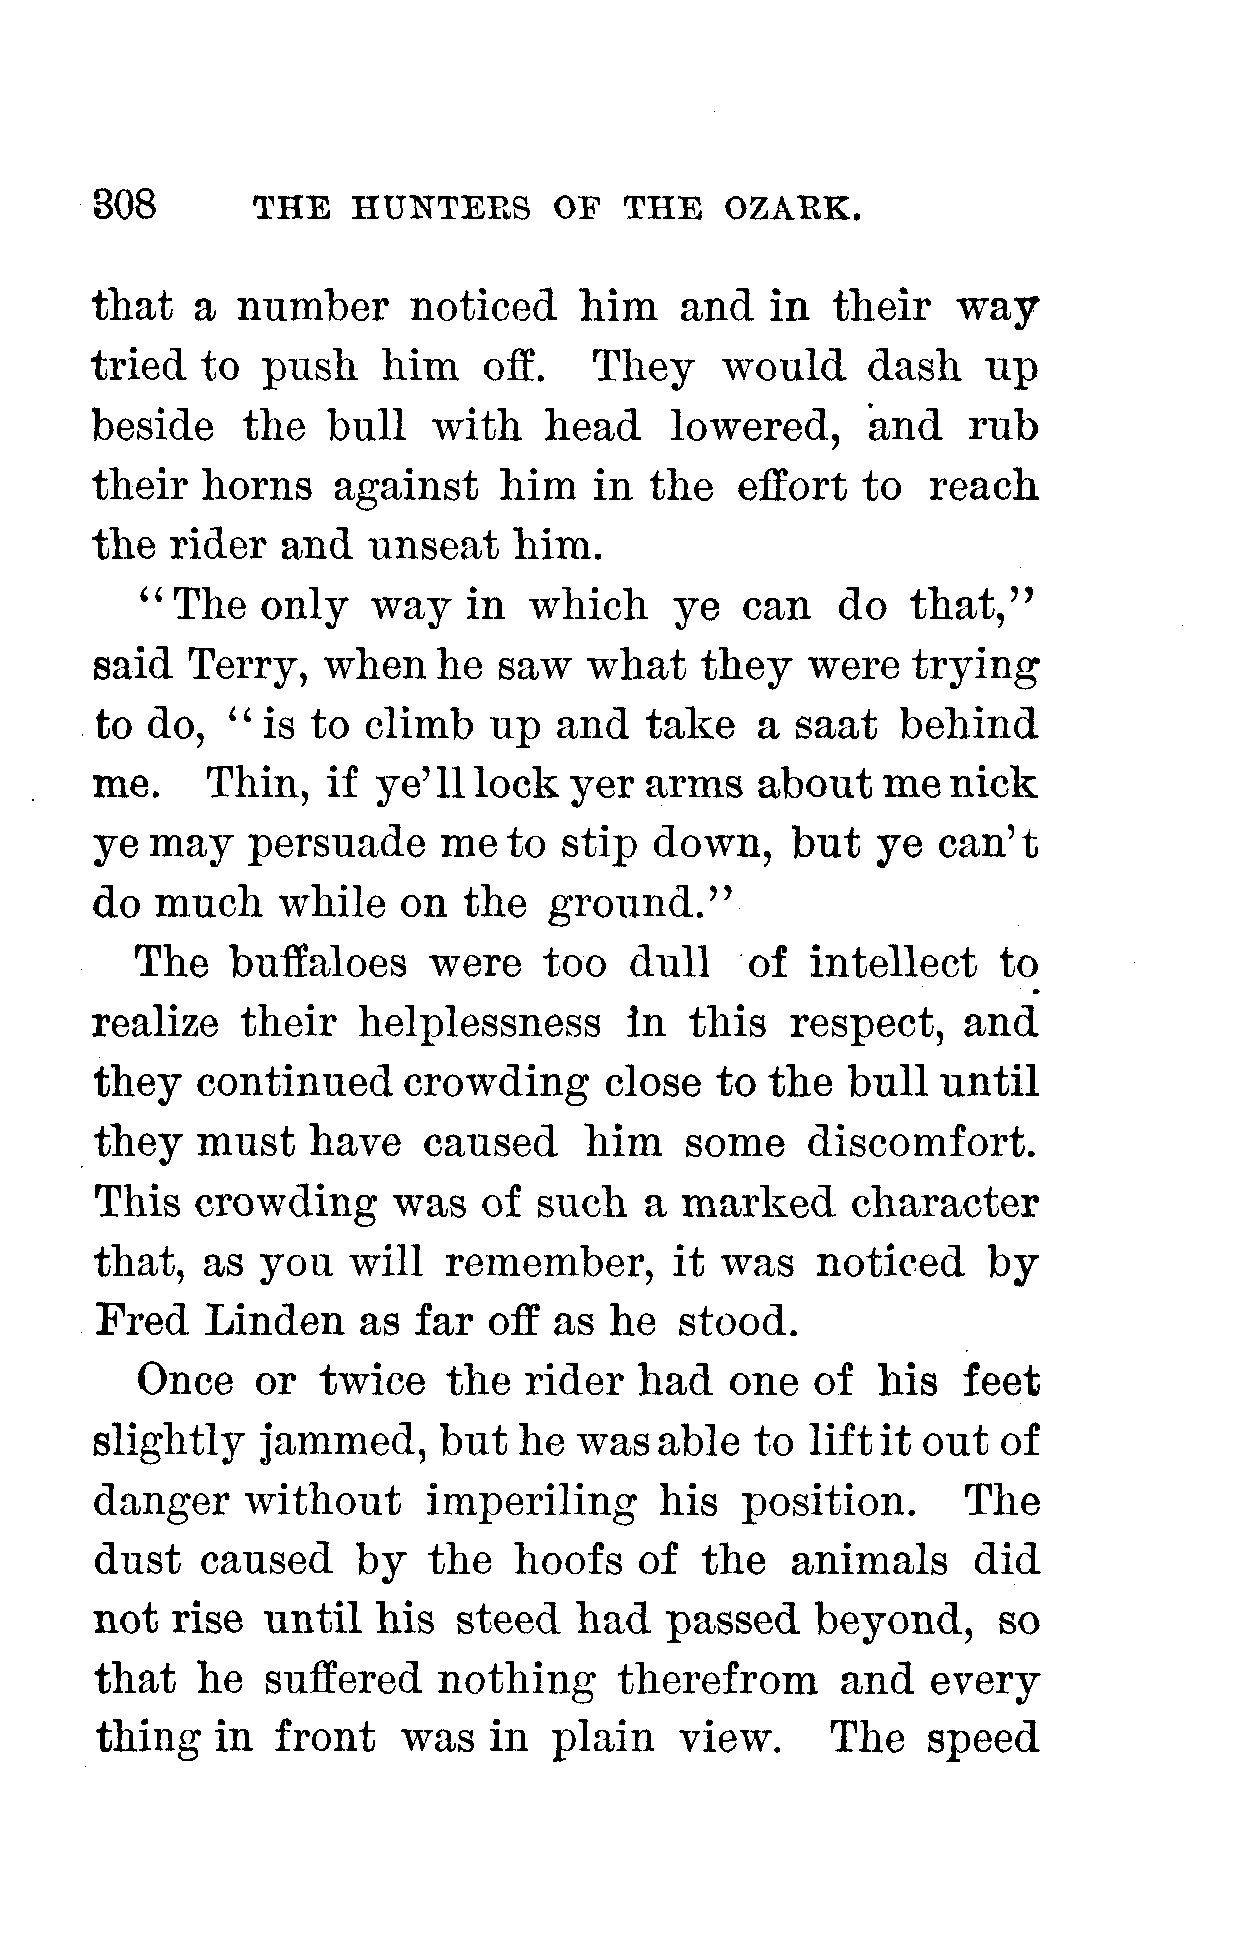 308 THE HUNTERS OF THE OZARK.
that a number noticed him and in their way
tried to push him off. They would dash up
beside the bull with head lowered, and rub
their horns against him in the effort to reach
the rider and unseat him.
"The only way in which ye can do that,"
said Terry, when he saw what they were trying
to do, "is to climb up and take a saat behind
me. Thin, if ye'll lock yer arms about me nick
ye may persuade me to stip down, but ye can't
do much while on the ground."
The buffaloes were too dull of intellect to
realize their helplessness in this respect, and
they continued crowding close to the bull until
they must have caused him some discomfort.
This crowding was of such a marked character
that, as you will remember, it was noticed by
Fred Linden as far off as he stood.
Once or twice the rider had one of his feet
slightly jammed, but he was able to lift it out of
danger without imperiling his position. The
dust caused by the hoofs of the animals did
not rise until his steed had passed beyond, so
that he suffered nothing therefrom and every
thing in front was in plain view. The speed